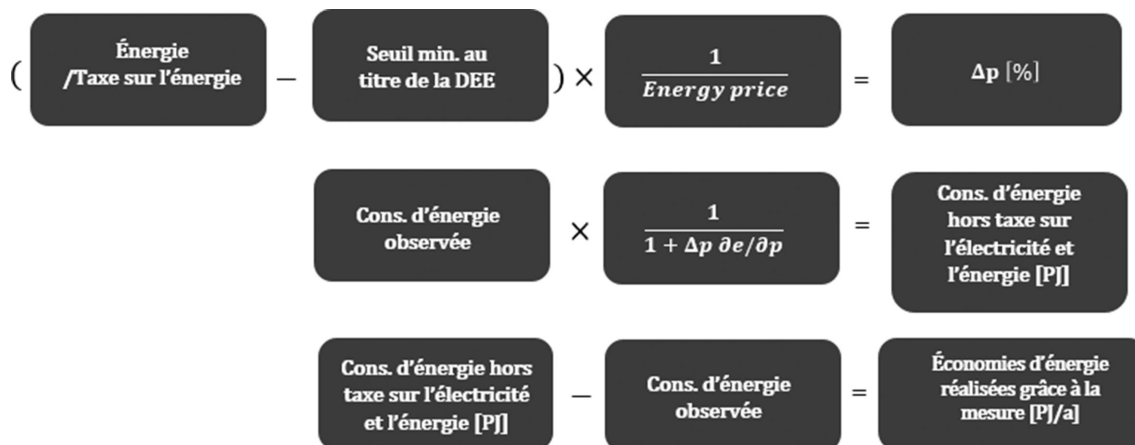 ( Énergie /Taxe sur l'énergie − Seuil min. au titre de la DEE ) × 1 / Energy price = Δp [%]
Cons. d'énergie observée × 1 / 1 + Δp ∂e/∂p = Cons. d'énergie hors taxe sur l'électricité et l'énergie [PJ]
Cons. d'énergie hors taxe sur l'électricité et l'énergie [PJ] − Cons. d'énergie observée = Économies d'énergie réalisées grâce à la mesure [PJ/a]